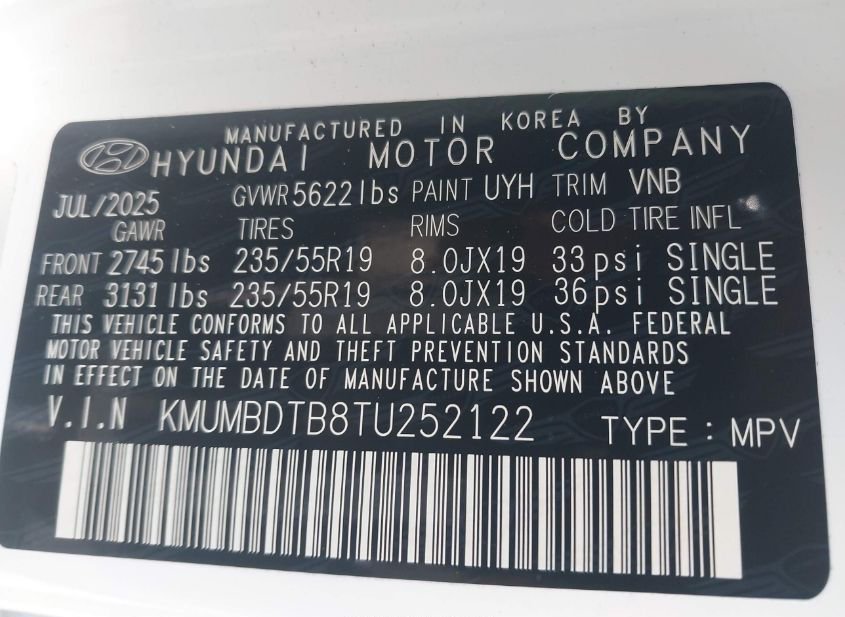 MANUFACTURED IN KOREA BY
HYUNDAI MOTOR COMPANY
JUL/2025 GVWR 5622 lbs PAINT UYH TRIM VNB
GAWR TIRES RIMS COLD TIRE INFL
FRONT 2745 lbs 235/55R19 8.0JX19 33 psi SINGLE
REAR 3131 lbs 235/55R19 8.0JX19 36 psi SINGLE
THIS VEHICLE CONFORMS TO ALL APPLICABLE U.S.A. FEDERAL
MOTOR VEHICLE SAFETY AND THEFT PREVENTION STANDARDS
IN EFFECT ON THE DATE OF MANUFACTURE SHOWN ABOVE
V.I.N KMUMBDTB8TU252122 TYPE : MPV